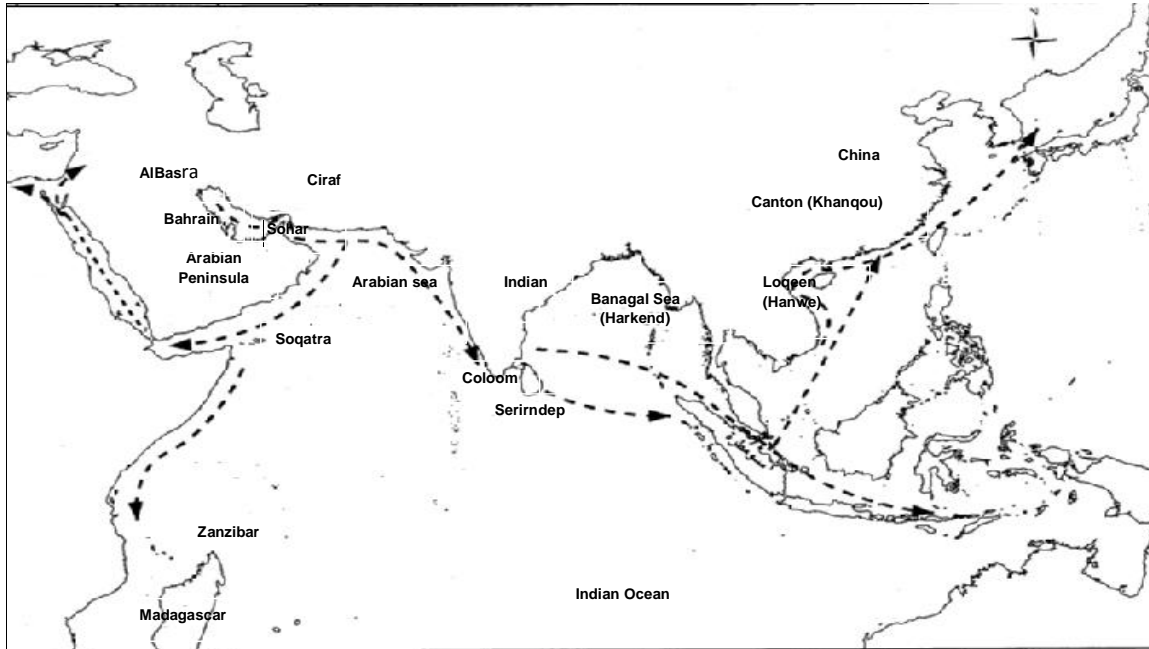 z
China
AlBasra
Ciraf
Canton (Khanqou)
Bahrain
Sohar
Arabian
Peninsula
Arabian sea
Indian
Loqeen
(Hanwe)
Banagal Sea
(Harkend)
Soqatra
Coloom
Serirndep
Zanzibar
Indian Ocean
Madagascar